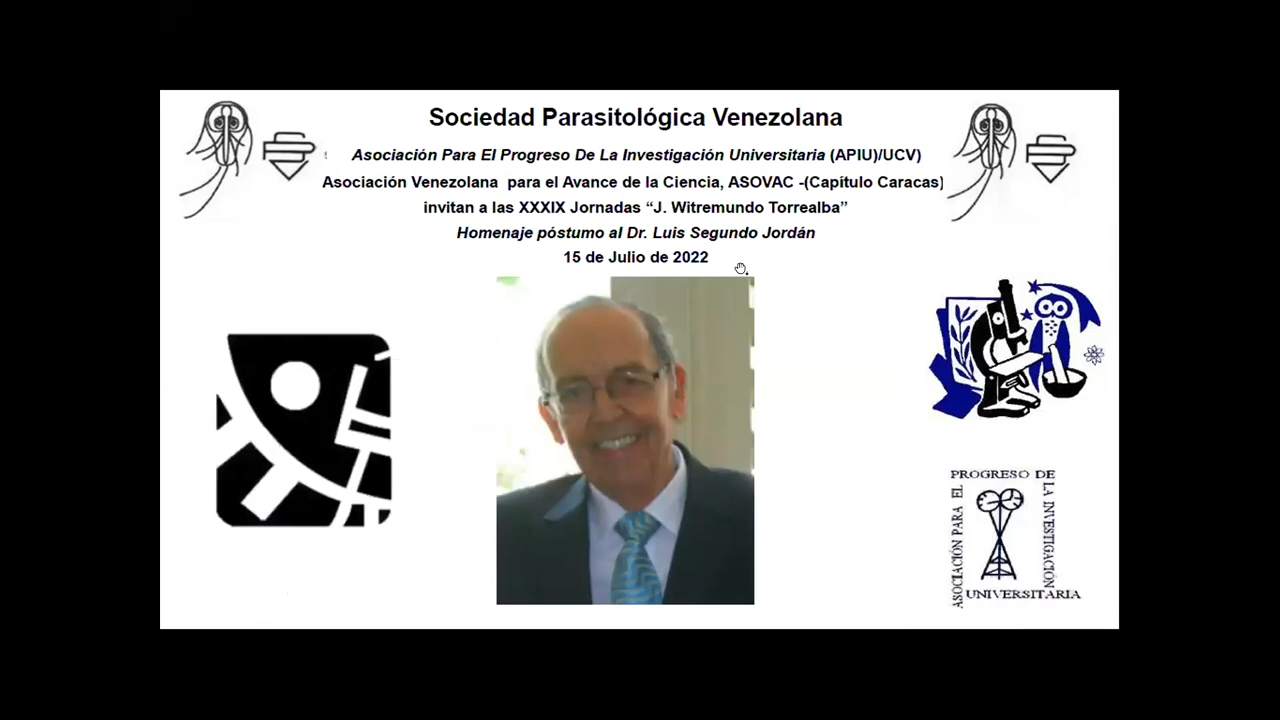 Sociedad Parasitológica Venezolana
Asociación Para El Progreso De La Investigación Universitaria (APIU)/UCV)
Asociación Venezolana para el Avance de la Ciencia, ASOVAC -(Capítulo Caracas)
invitan a las XXXIX Jornadas “J. Witremundo Torrealba”
Homenaje póstumo al Dr. Luis Segundo Jordán
15 de Julio de 2022
ASOCIACIÓN PARA EL
PROGRESO DE
LA INVESTIGACIÓN
UNIVERSITARIA